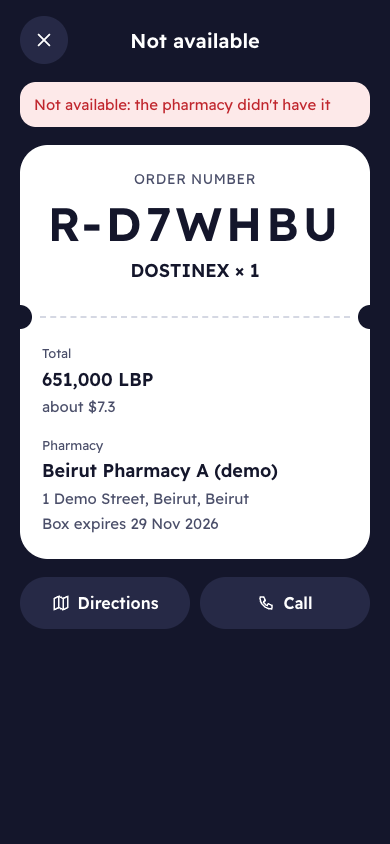 Not available
Not available: the pharmacy didn't have it
ORDER NUMBER
R-D7WHBU
DOSTINEX × 1
Total
651,000 LBP
about $7.3
Pharmacy
Beirut Pharmacy A (demo)
1 Demo Street, Beirut, Beirut
Box expires 29 Nov 2026
Directions
Call